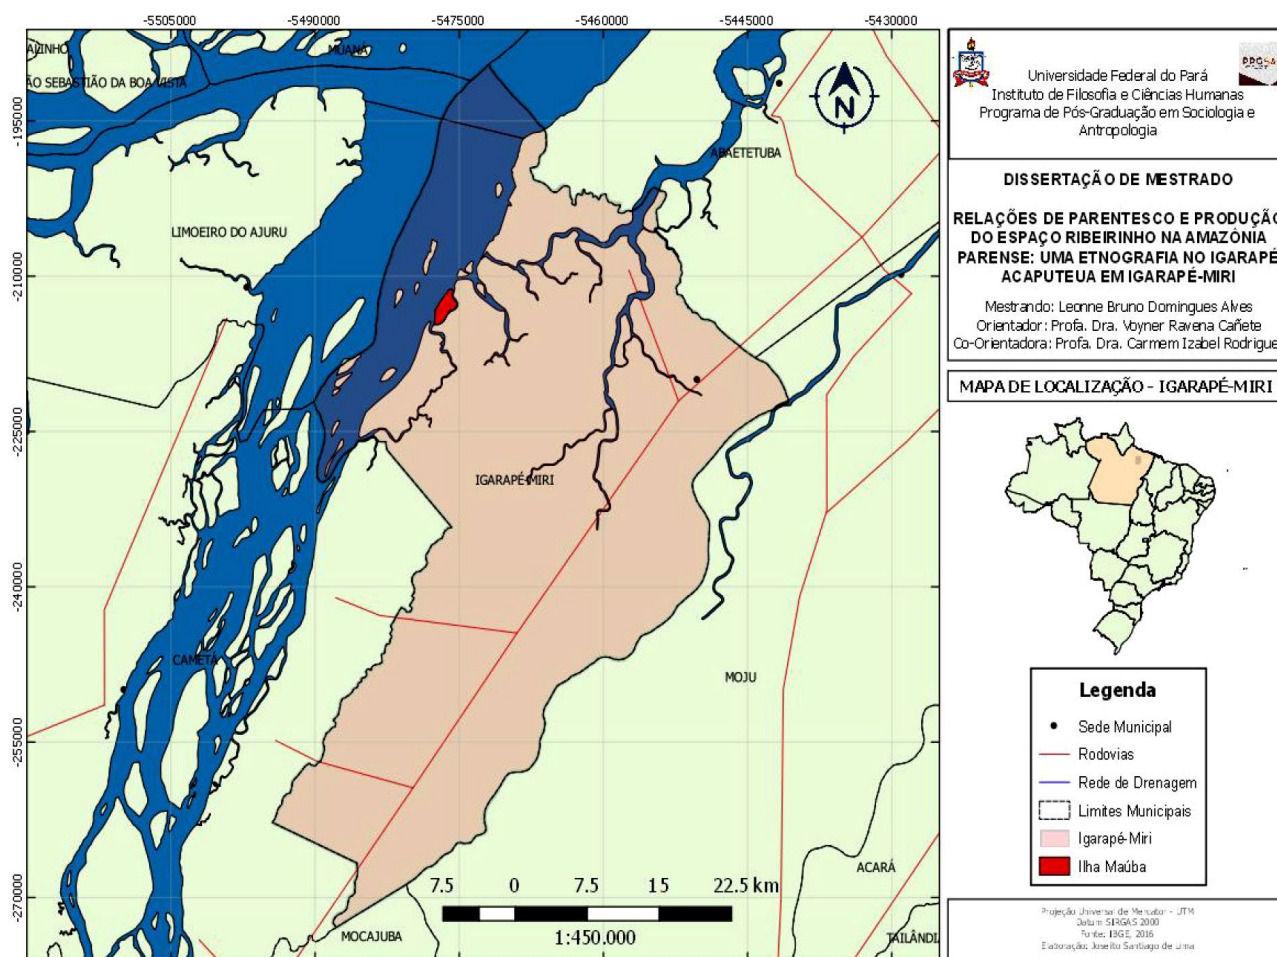 -5505000 -5490000 -5475000 -5460000 -5445000 -5430000
-195000
-210000
-225000
-240000
-255000
-270000
ALINHO
MUANÁ
ÃO SEBASTIÃO DA BOA VISTA
ABAETETUBA
LIMOEIRO DO AJURU
IGARAPÉ-MIRI
CAMETÁ
MOJU
ACARÁ
MOCAJUBA
TAILÂNDI
N
7.5 0 7.5 15 22.5 km
1:450.000
Universidade Federal do Pará
Instituto de Filosofia e Ciências Humanas
Programa de Pós-Graduação em Sociologia e
Antropologia
DISSERTAÇÃO DE MESTRADO
RELAÇÕES DE PARENTESCO E PRODUÇÃO
DO ESPAÇO RIBEIRINHO NA AMAZÔNIA
PARENSE: UMA ETNOGRAFIA NO IGARAPÉ
ACAPUTEUA EM IGARAPÉ-MIRI
Mestrando: Leonne Bruno Domingues Alves
Orientador: Profa. Dra. Voyner Ravena Cañete
Co-Orientadora: Profa. Dra. Carmem Izabel Rodrigue
MAPA DE LOCALIZAÇÃO - IGARAPÉ-MIRI
Legenda
Sede Municipal
Rodovias
Rede de Drenagem
Limites Municipais
Igarapé-Miri
Ilha Maúba
Projeção Universal de Mercator - UTM
Datum SIRGAS 2000
Fonte: IBGE, 2016
Elaboração: Joseito Santiago de Lima